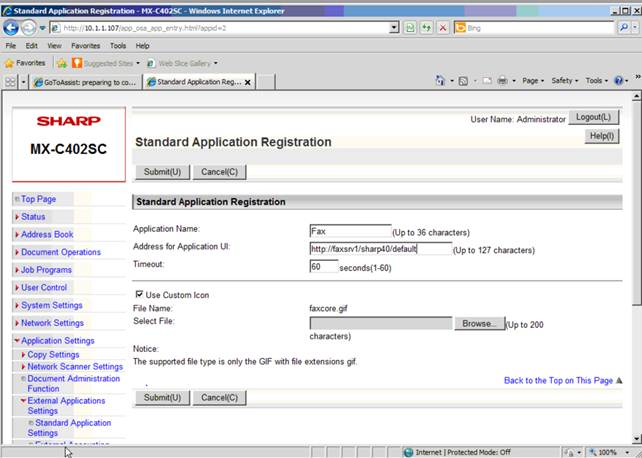 Standard Application Registration - MX-C402SC - Windows Internet Explorer
http://10.1.1.107/app_osa_app_entry.html?appid=2
Bing
File Edit View Favorites Tools Help
Favorites Suggested Sites Web Slice Gallery
GoToAssist: preparing to co... Standard Application Reg... Page Safety Tools
SHARP
MX-C402SC
User Name: Administrator Logout(L)
Standard Application Registration Help(I)
Submit(U) Cancel(C)
Top Page
Status
Address Book
Document Operations
Job Programs
User Control
System Settings
Network Settings
Application Settings
Copy Settings
Network Scanner Settings
Document Administration
Function
External Applications
Settings
Standard Application
Settings
External Accounting
Standard Application Registration
Application Name: Fax (Up to 36 characters)
Address for Application UI: http://faxsrv1/sharp40/default (Up to 127 characters)
Timeout: 60 seconds(1-60)
Use Custom Icon
File Name: faxcore.gif
Select File: Browse... (Up to 200
characters)
Notice:
The supported file type is only the GIF with file extensions gif.
Back to the Top on This Page
Submit(U) Cancel(C)
Internet | Protected Mode: Off 100%